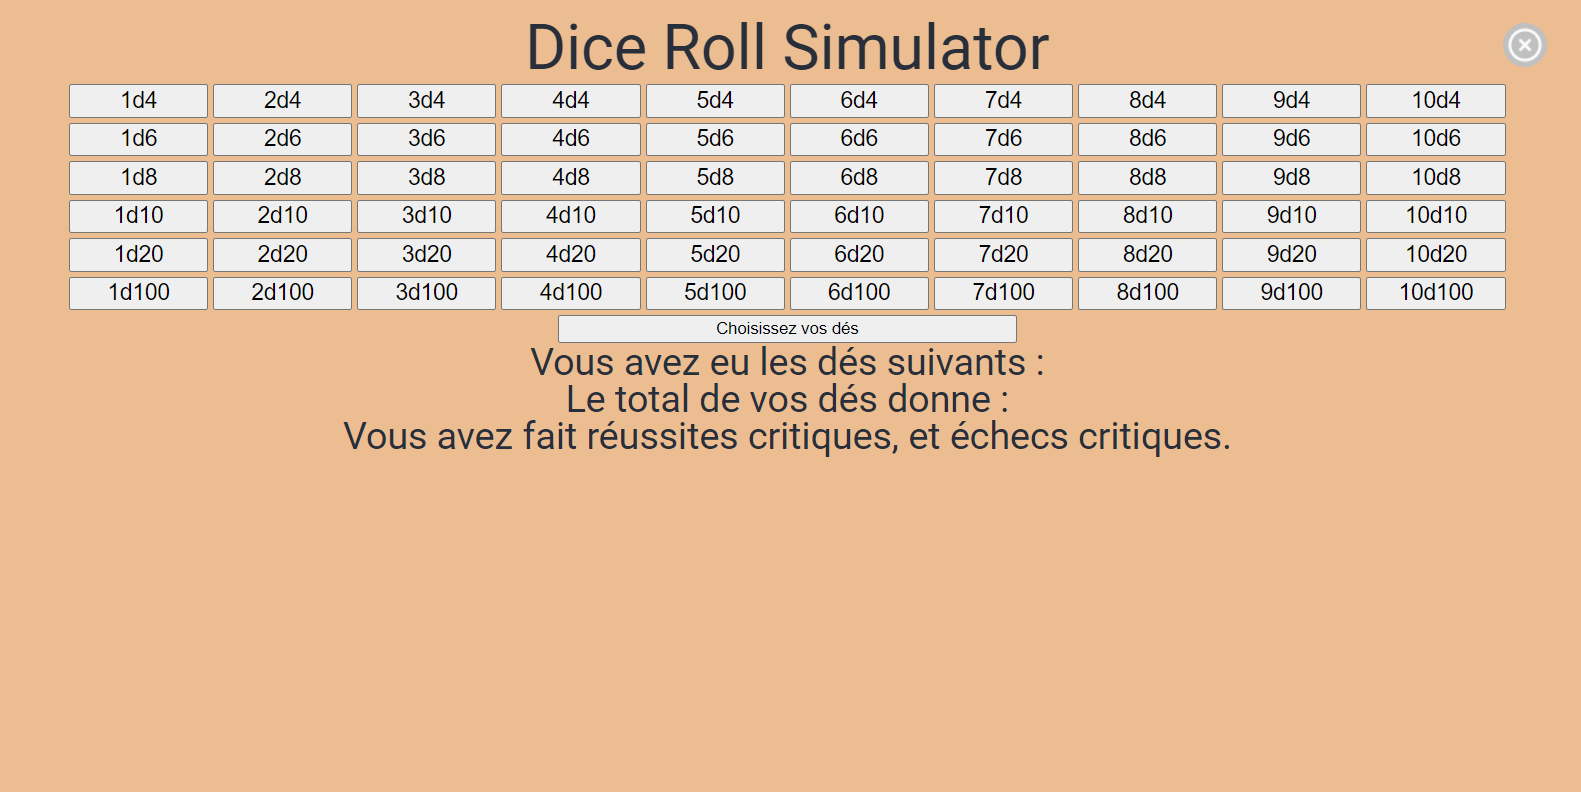 Dice Roll Simulator
1d4 2d4 3d4 4d4 5d4 6d4 7d4 8d4 9d4 10d4
1d6 2d6 3d6 4d6 5d6 6d6 7d6 8d6 9d6 10d6
1d8 2d8 3d8 4d8 5d8 6d8 7d8 8d8 9d8 10d8
1d10 2d10 3d10 4d10 5d10 6d10 7d10 8d10 9d10 10d10
1d20 2d20 3d20 4d20 5d20 6d20 7d20 8d20 9d20 10d20
1d100 2d100 3d100 4d100 5d100 6d100 7d100 8d100 9d100 10d100
Choisissez vos dés
Vous avez eu les dés suivants :
Le total de vos dés donne :
Vous avez fait réussites critiques, et échecs critiques.